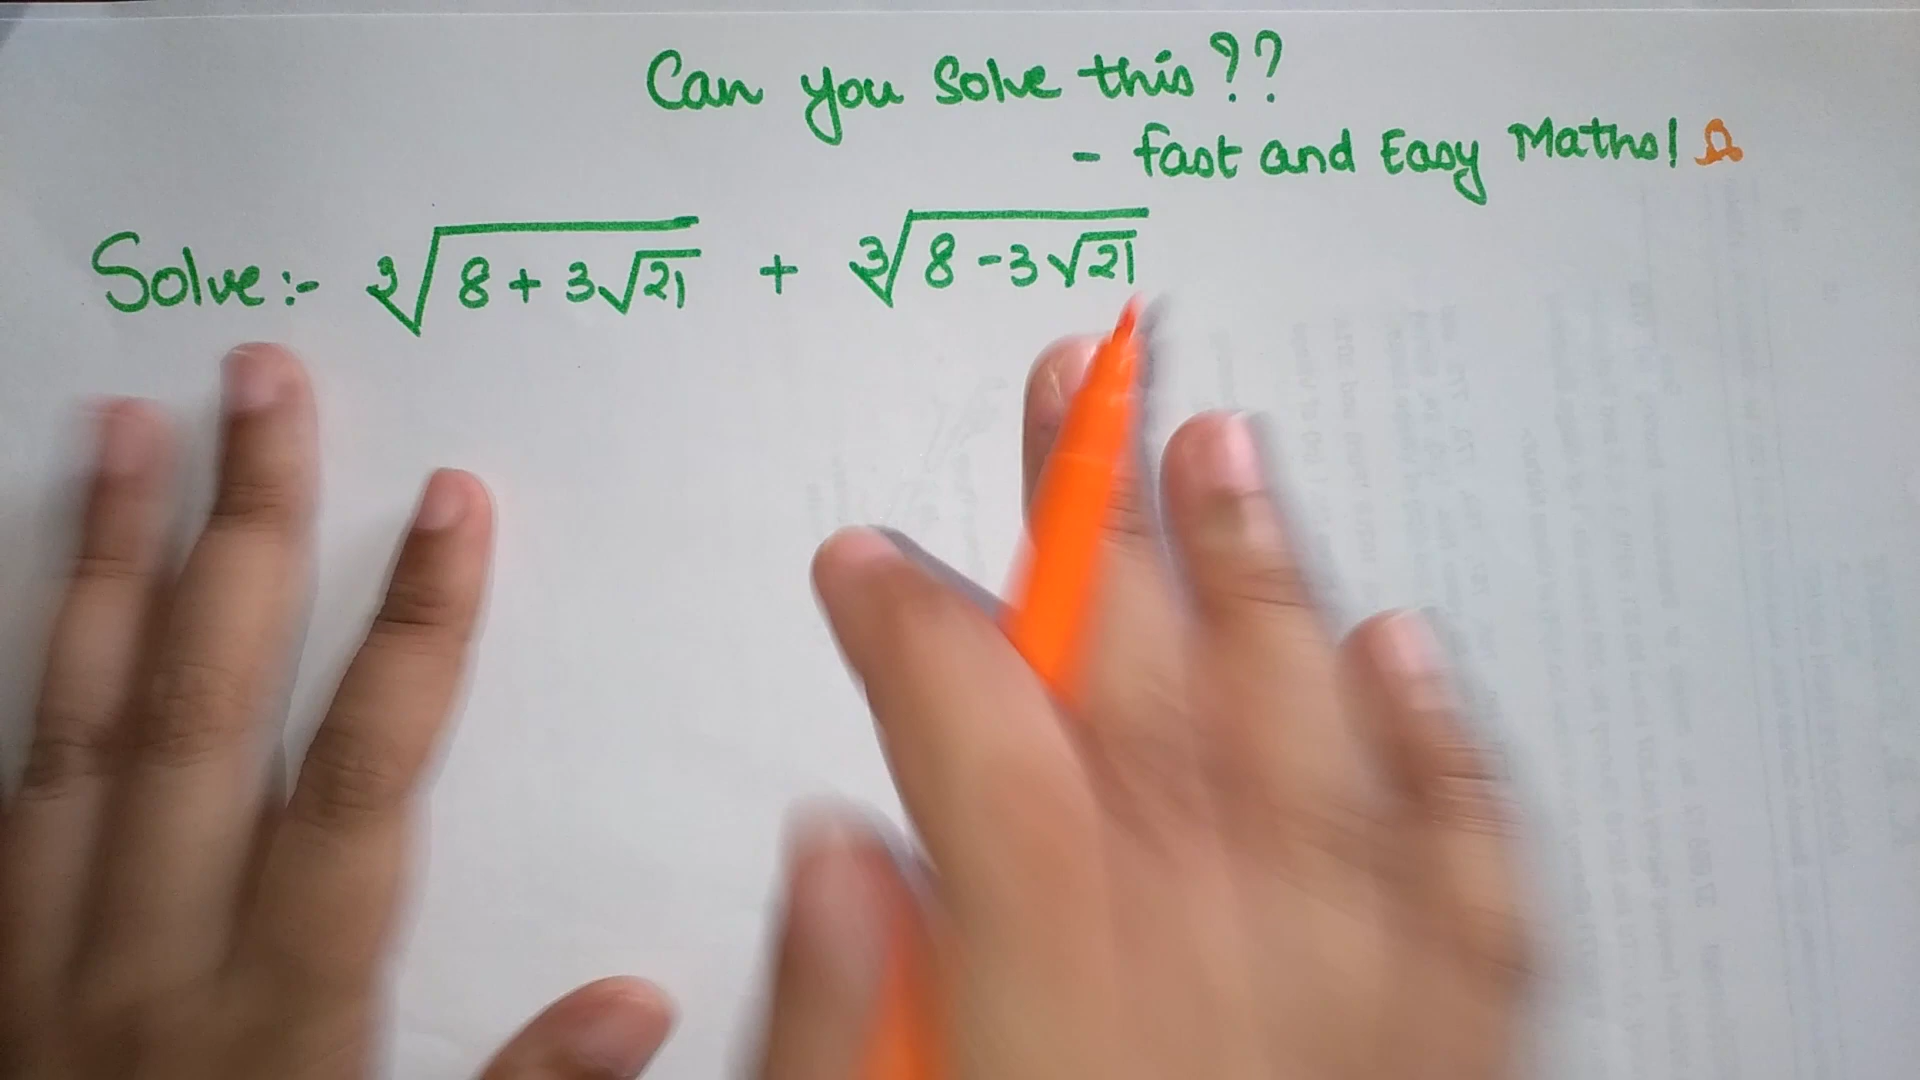 Can you Solve this??
- fast and Easy Maths!
Solve:- ∛(8 + 3√21) + ∛(8 - 3√21)